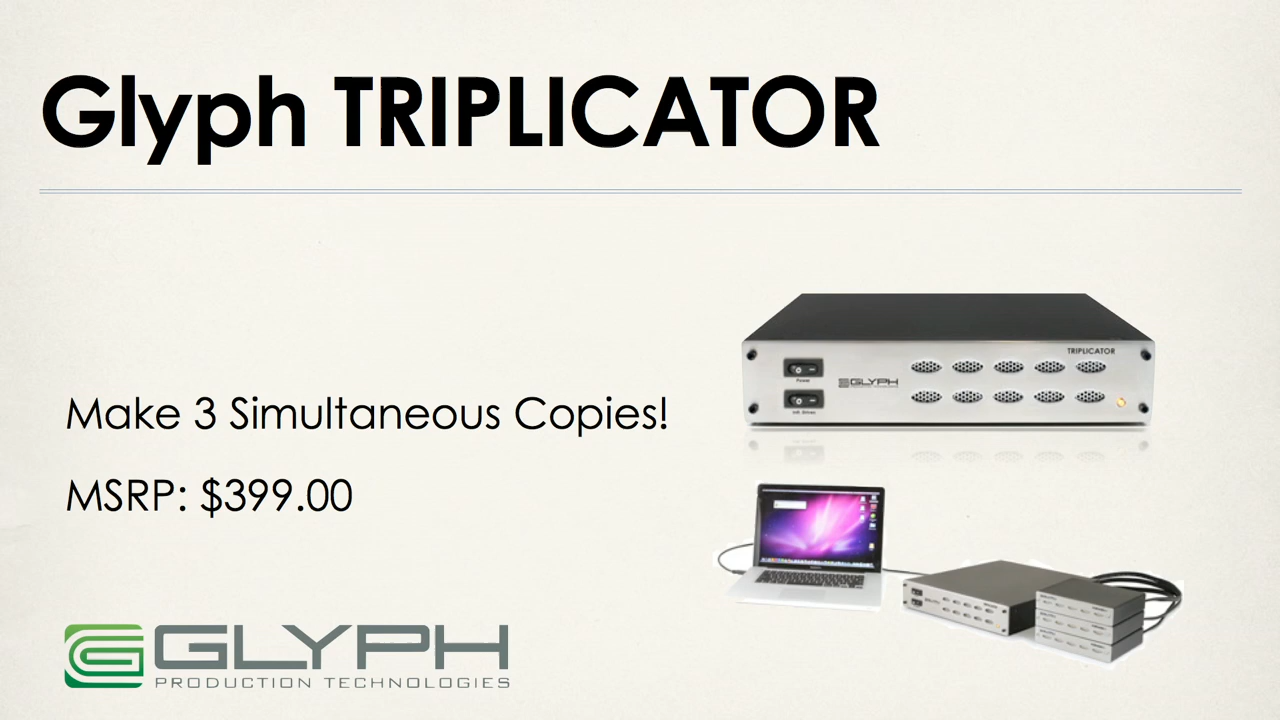 Glyph TRIPLICATOR
TRIPLICATOR
Power
GLYPH
Make 3 Simultaneous Copies!
MSRP: $399.00
GLYPH
PRODUCTION TECHNOLOGIES